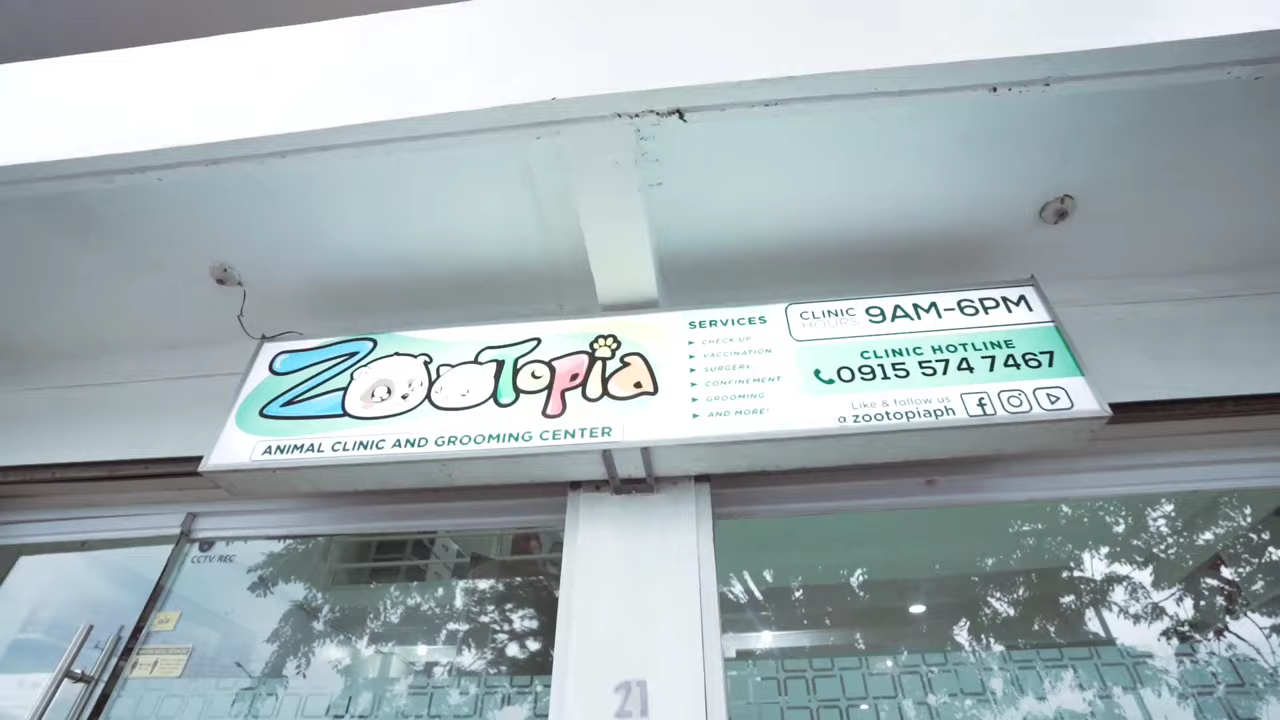 ZOOTOPIA
ANIMAL CLINIC AND GROOMING CENTER
SERVICES
CHECK UP
VACCINATION
SURGERY
CONFINEMENT
GROOMING
AND MORE!
CLINIC HOURS 9AM-6PM
CLINIC HOTLINE
0915 574 7467
Like & follow us
@zootopiaph
CCTV REC
21